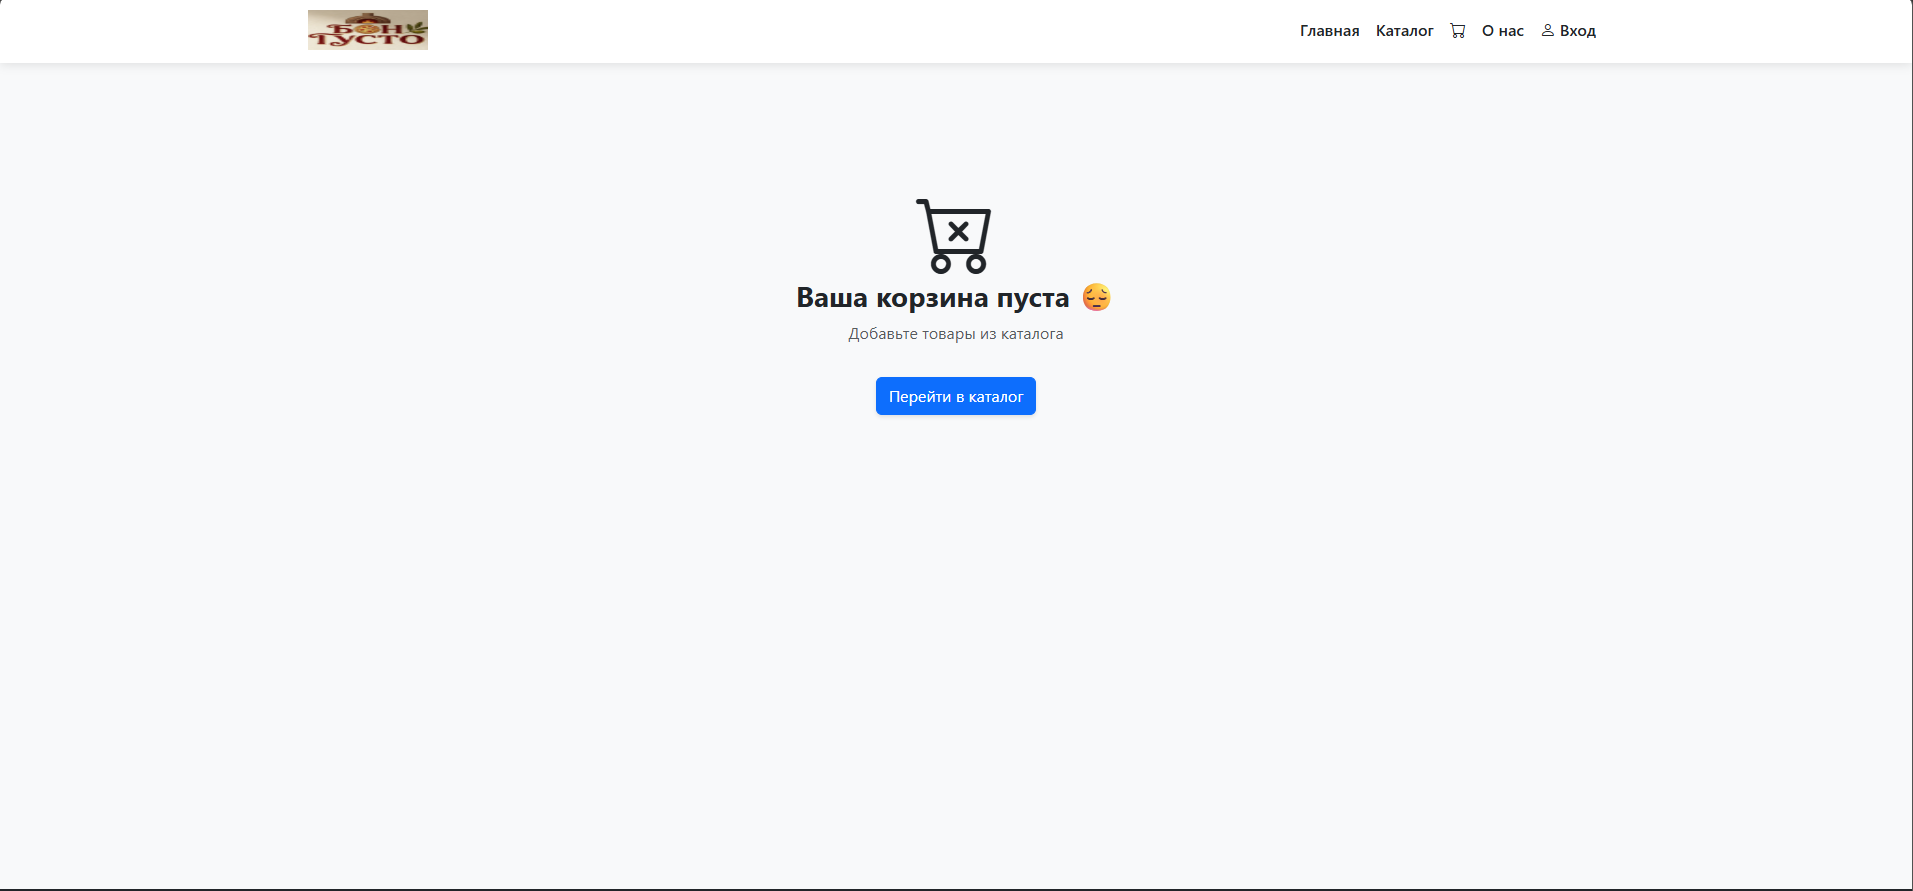 БОН
ГУСТО
Главная Каталог О нас Вход
Ваша корзина пуста 😔
Добавьте товары из каталога
Перейти в каталог